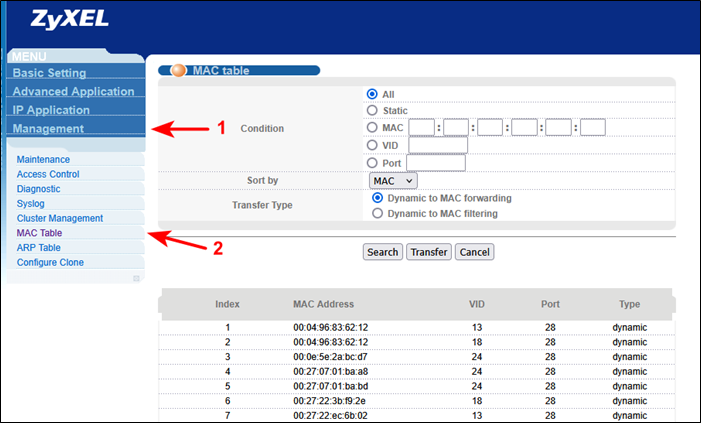 ZyXEL
MENU
Basic Setting
Advanced Application
IP Application
Management
1
Maintenance
Access Control
Diagnostic
Syslog
Cluster Management
MAC Table
2
ARP Table
Configure Clone
MAC table
Condition
All
Static
MAC : : : : :
VID
Port
Sort by MAC
Transfer Type
Dynamic to MAC forwarding
Dynamic to MAC filtering
Search Transfer Cancel
Index MAC Address VID Port Type
1 00:04:96:83:62:12 13 28 dynamic
2 00:04:96:83:62:12 18 28 dynamic
3 00:0e:5e:2a:bc:d7 24 28 dynamic
4 00:27:07:01:ba:a8 24 28 dynamic
5 00:27:07:01:ba:bd 24 28 dynamic
6 00:27:22:3b:f9:2e 18 28 dynamic
7 00:27:22:ec:6b:02 13 28 dynamic